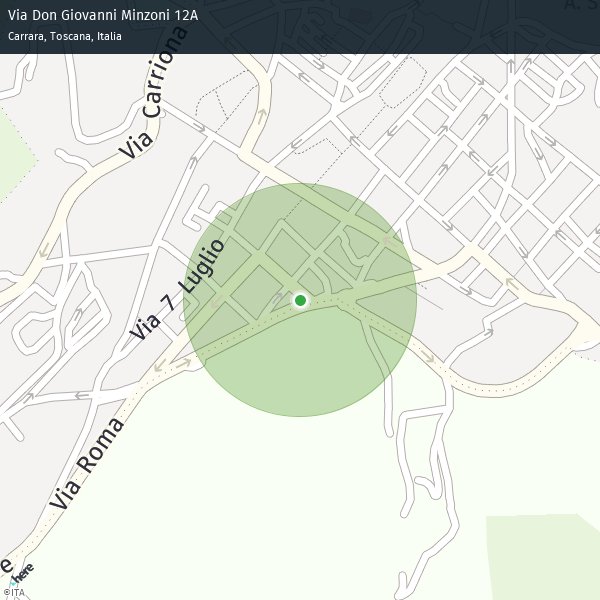 Via Don Giovanni Minzoni 12A
Carrara, Toscana, Italia
A. S
Via Carriona
Via 7 Luglio
Via Roma
e
here
©ITA